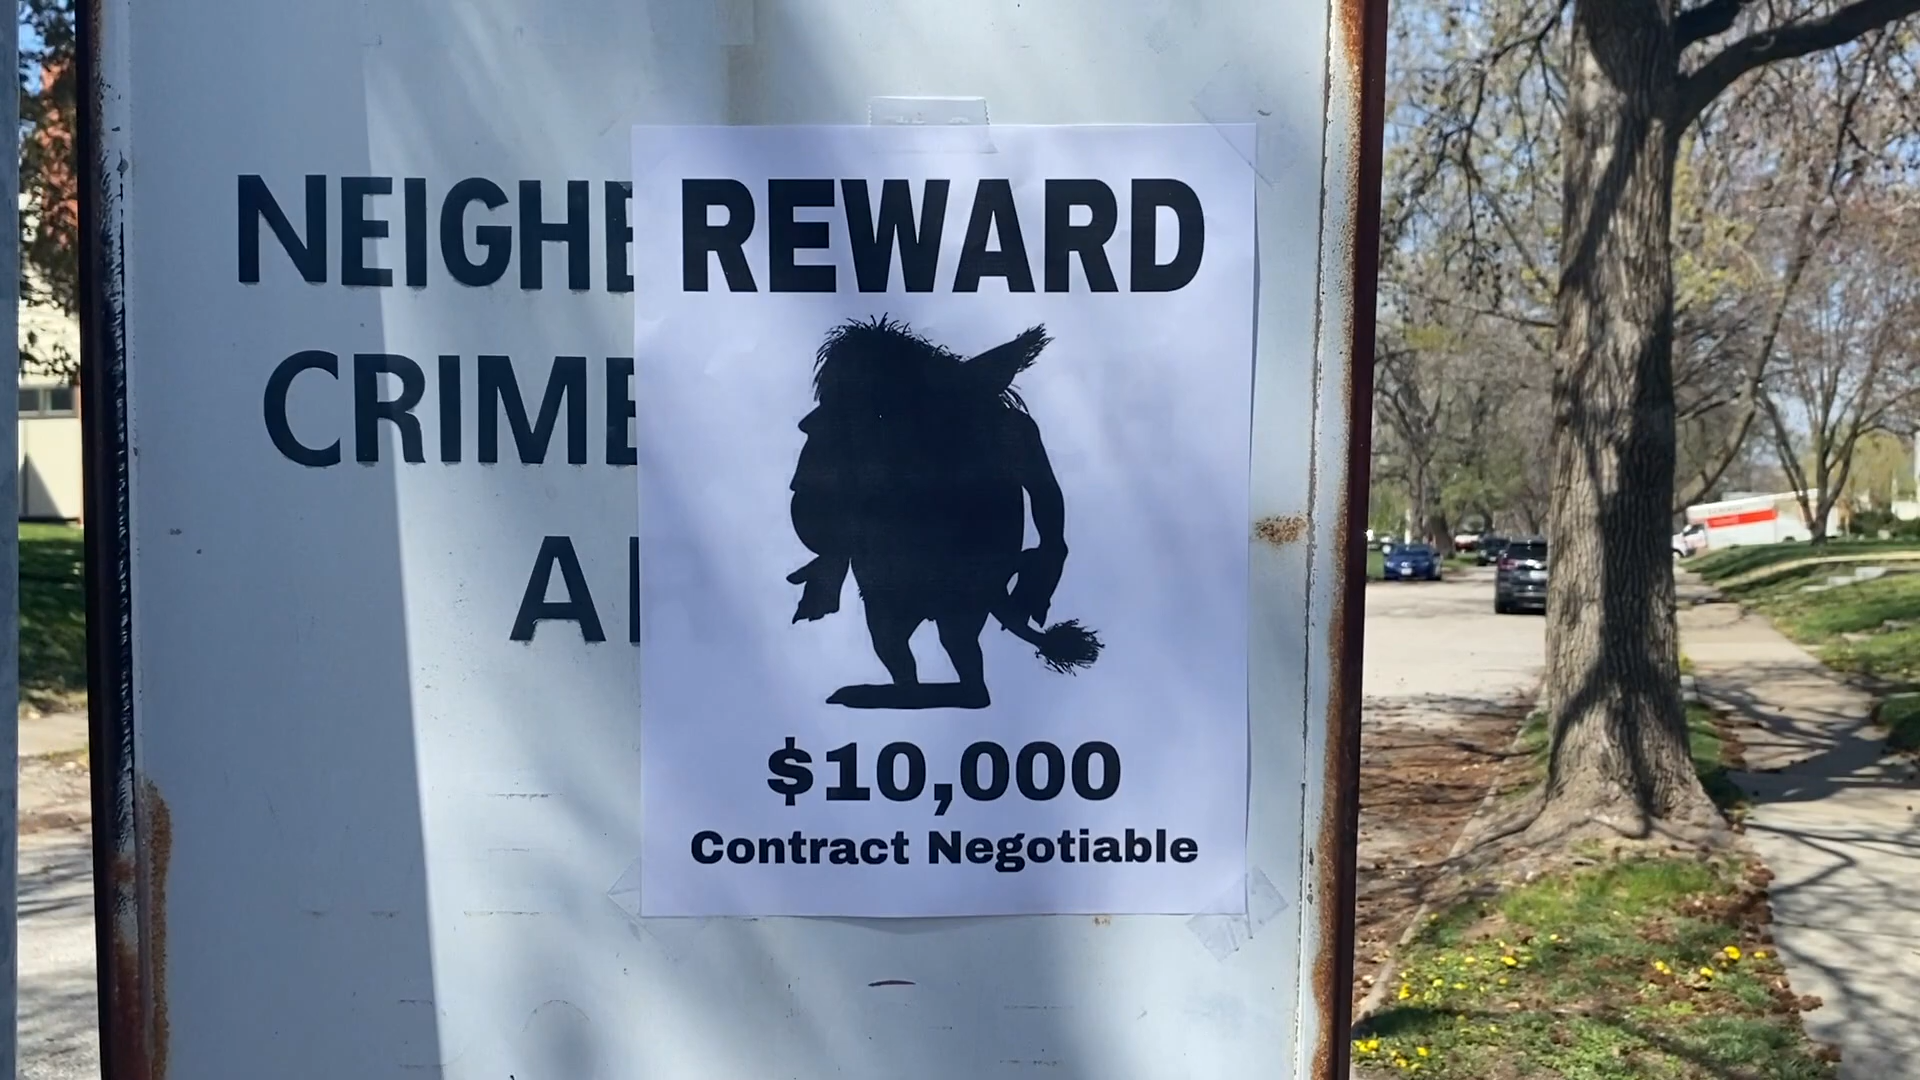 NEIGHB
REWARD
CRIME
A
$10,000
Contract Negotiable